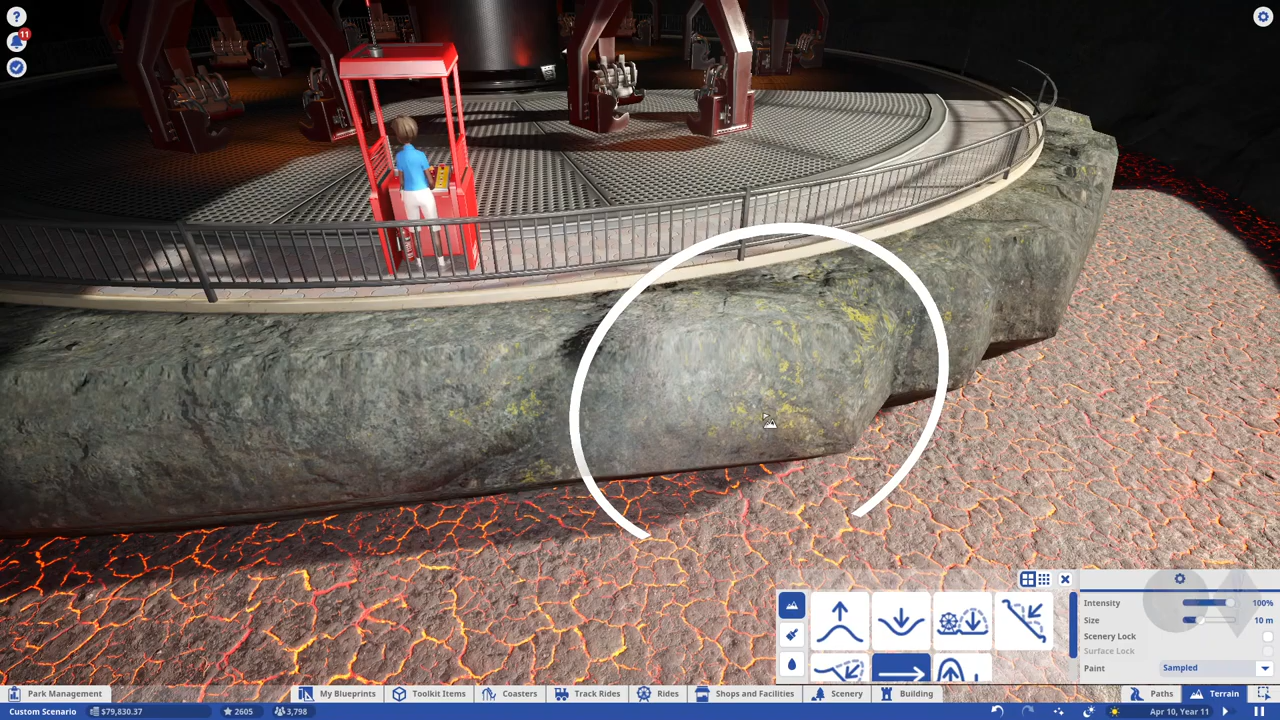 ?
11
Intensity 100%
Size 10 m
Scenery Lock
Surface Lock
Paint Sampled
Park Management My Blueprints Toolkit Items Coasters Track Rides Rides Shops and Facilities Scenery Building Paths Terrain
Custom Scenario $79,830.37 2605 3,798 Apr 10, Year 11